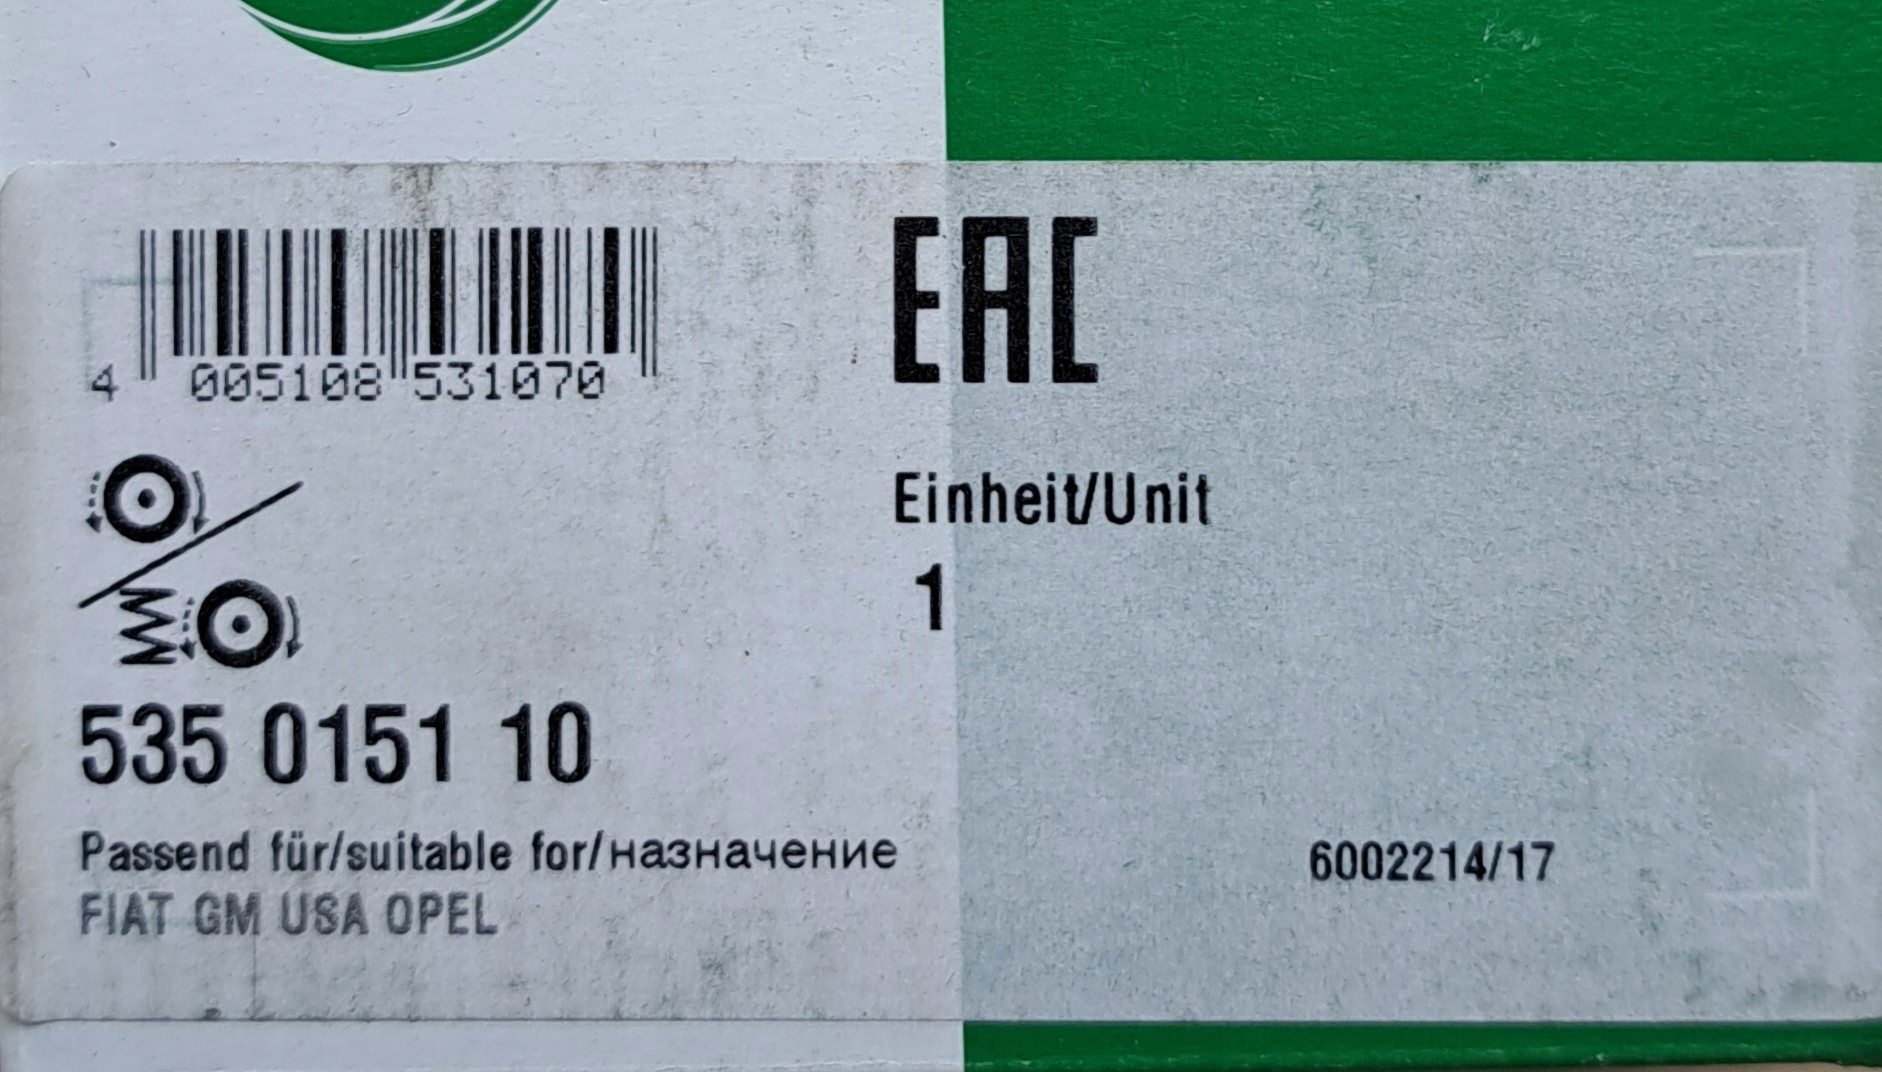 EAC
4 005108 531070
Einheit/Unit
1
535 0151 10
Passend für/suitable for/назначение
6002214/17
FIAT GM USA OPEL